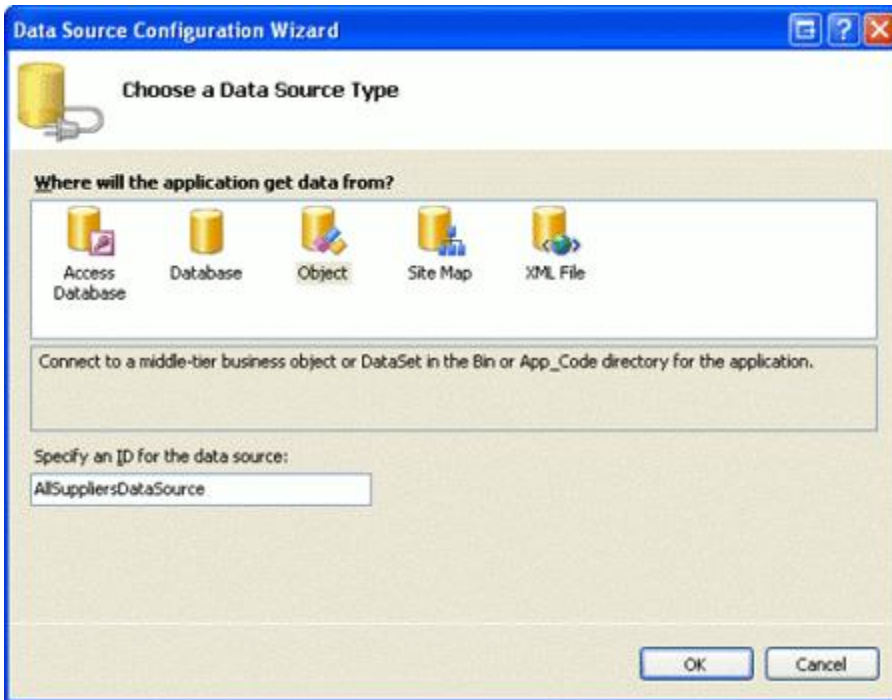 Data Source Configuration Wizard
Choose a Data Source Type
Where will the application get data from?
Access Database
Database
Object
Site Map
XML File
Connect to a middle-tier business object or DataSet in the Bin or App_Code directory for the application.
Specify an ID for the data source:
AllSuppliersDataSource
OK
Cancel